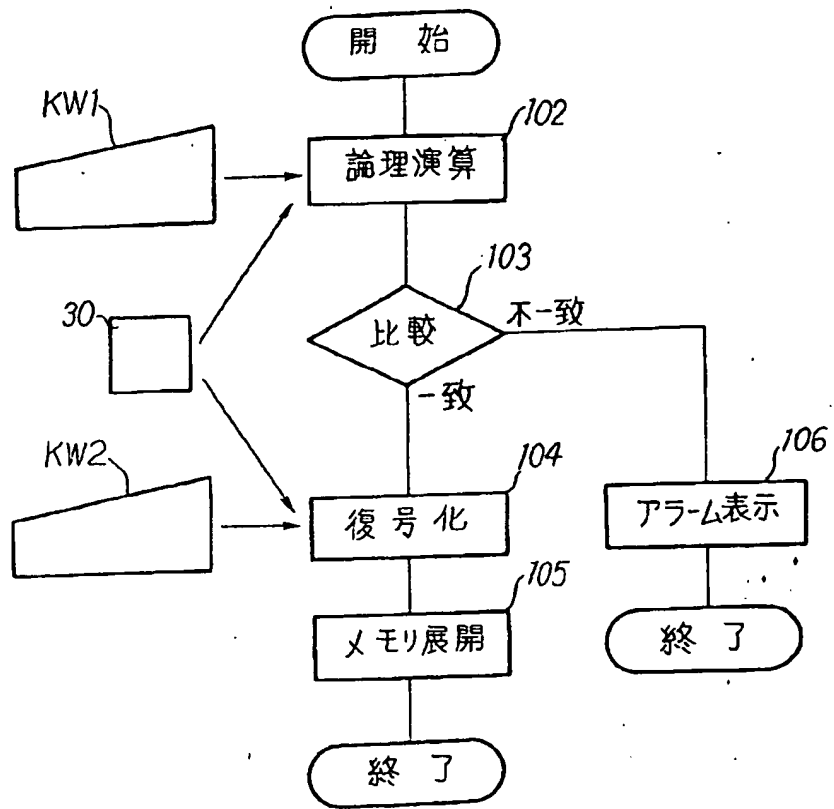 開始
KW1
102
論理演算
103
比較
不一致
30
一致
KW2
104
復号化
106
アラーム表示
105
メモリ展開
終了
終了